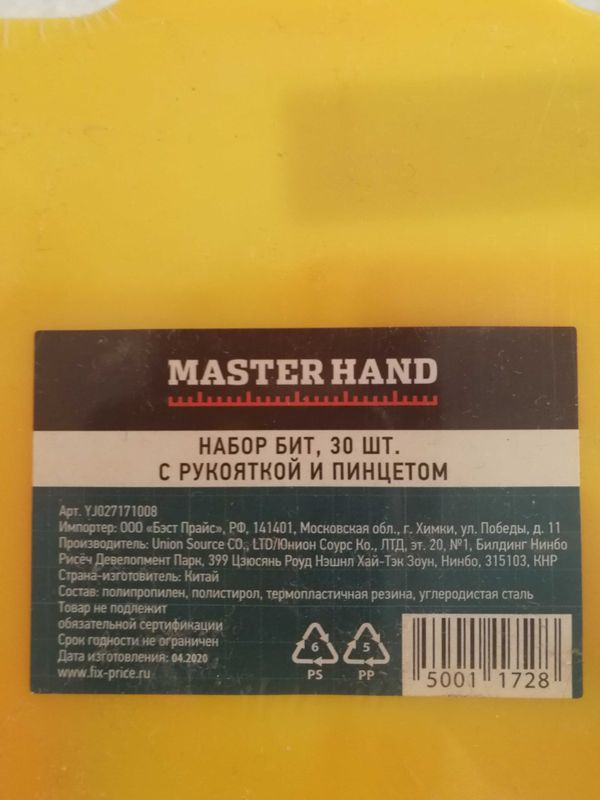 MASTER HAND
НАБОР БИТ, 30 ШТ.
С РУКОЯТКОЙ И ПИНЦЕТОМ
Арт. YJ027171008
Импортер: ООО «Бэст Прайс», РФ, 141401, Московская обл., г. Химки, ул. Победы, д. 11
Производитель: Union Source CO., LTD/Юнион Соурс Ко., ЛТД, эт. 20, №1, Билдинг Нинбо
Рисёч Девелопмент Парк, 399 Цзюсянь Роуд Нэшнл Хай-Тэк Зоун, Нинбо, 315103, КНР
Страна-изготовитель: Китай
Состав: полипропилен, полистирол, термопластичная резина, углеродистая сталь
Товар не подлежит
обязательной сертификации
Срок годности не ограничен
Дата изготовления: 04.2020
www.fix-price.ru
6 5
PS PP
5001 1728